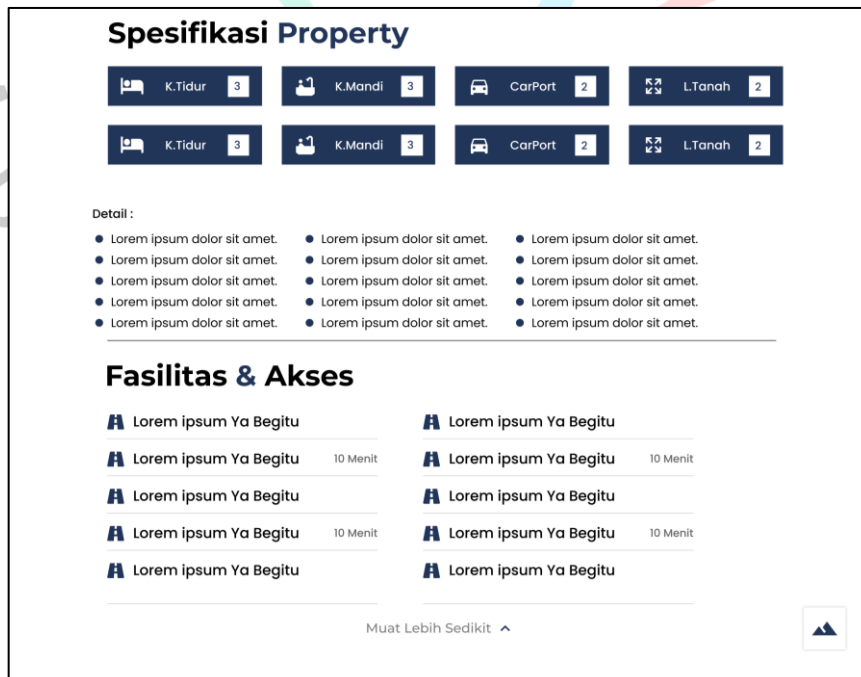 Spesifikasi Property
K.Tidur 3 K.Mandi 3 CarPort 2 L.Tanah 2
K.Tidur 3 K.Mandi 3 CarPort 2 L.Tanah 2
Detail :
Lorem ipsum dolor sit amet. Lorem ipsum dolor sit amet. Lorem ipsum dolor sit amet.
Lorem ipsum dolor sit amet. Lorem ipsum dolor sit amet. Lorem ipsum dolor sit amet.
Lorem ipsum dolor sit amet. Lorem ipsum dolor sit amet. Lorem ipsum dolor sit amet.
Lorem ipsum dolor sit amet. Lorem ipsum dolor sit amet. Lorem ipsum dolor sit amet.
Lorem ipsum dolor sit amet. Lorem ipsum dolor sit amet. Lorem ipsum dolor sit amet.
Fasilitas & Akses
Lorem ipsum Ya Begitu Lorem ipsum Ya Begitu
Lorem ipsum Ya Begitu 10 Menit Lorem ipsum Ya Begitu 10 Menit
Lorem ipsum Ya Begitu Lorem ipsum Ya Begitu
Lorem ipsum Ya Begitu 10 Menit Lorem ipsum Ya Begitu 10 Menit
Lorem ipsum Ya Begitu Lorem ipsum Ya Begitu
Muat Lebih Sedikit